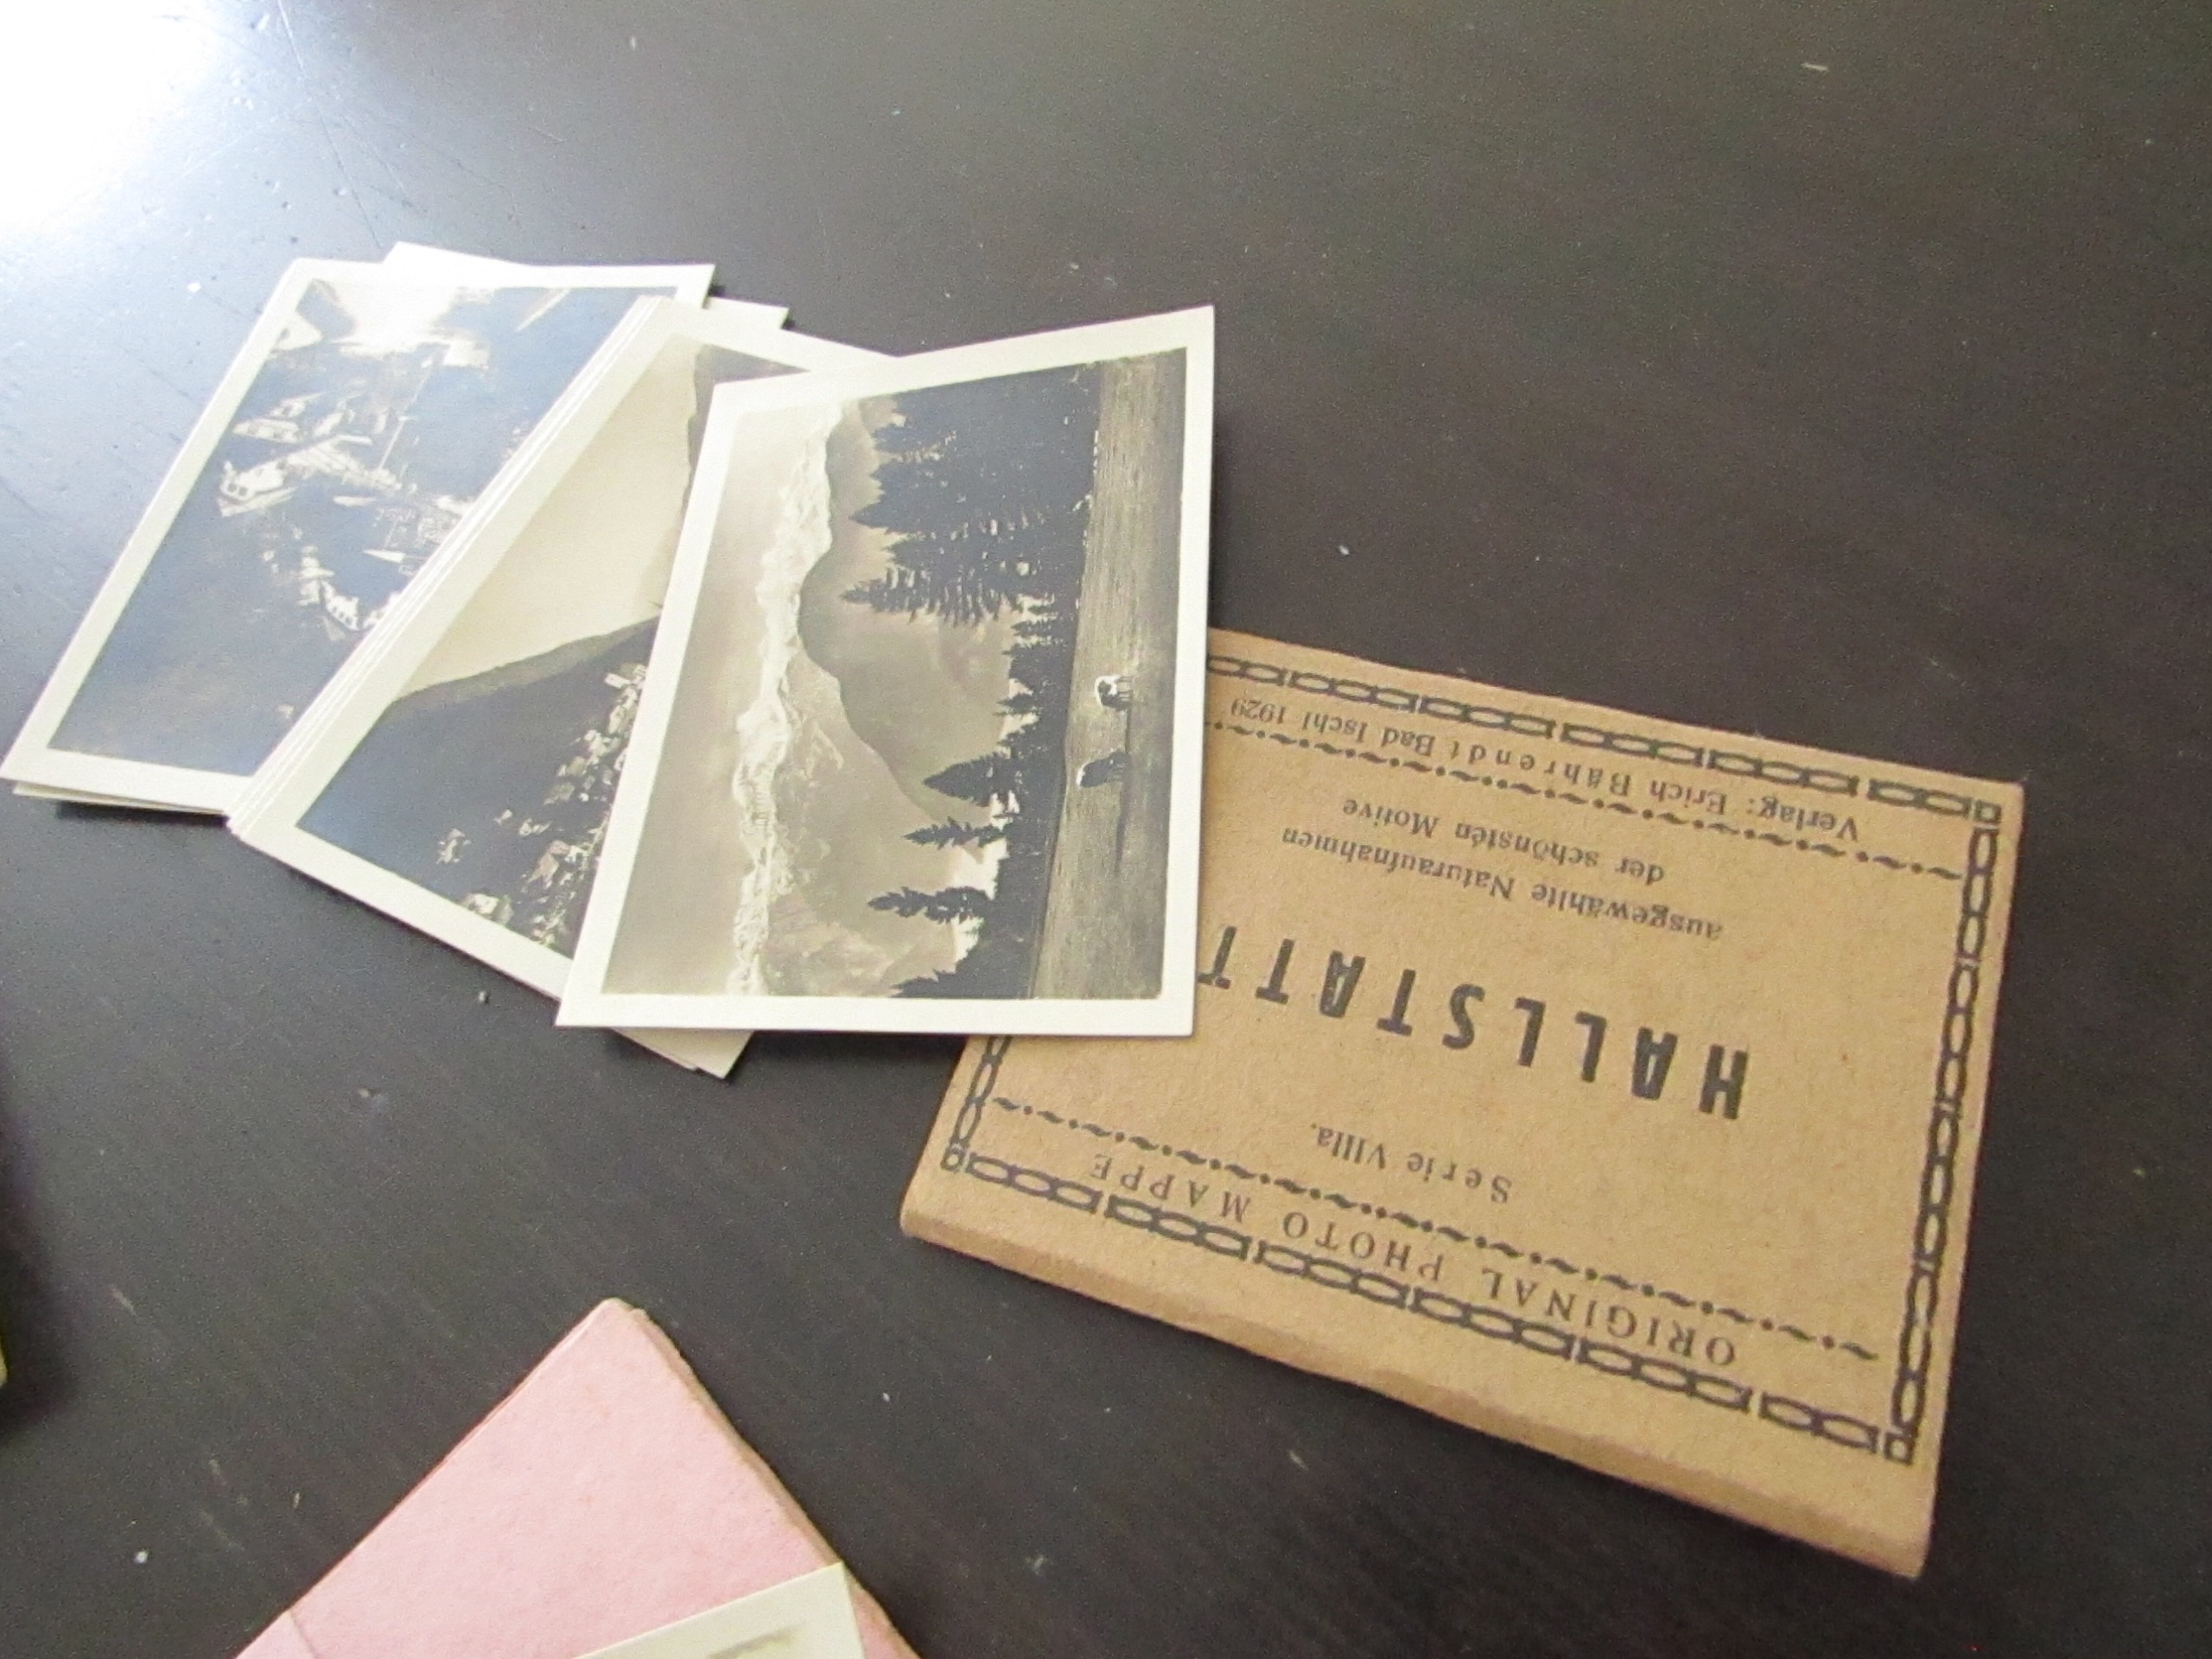 ORIGINAL PHOTO MAPPE
Serie VIIIa.
HALLSTATT
ausgewählte Naturaufnahmen
der schönsten Motive
Verlag: Erich Bährendt Bad Ischl 1929